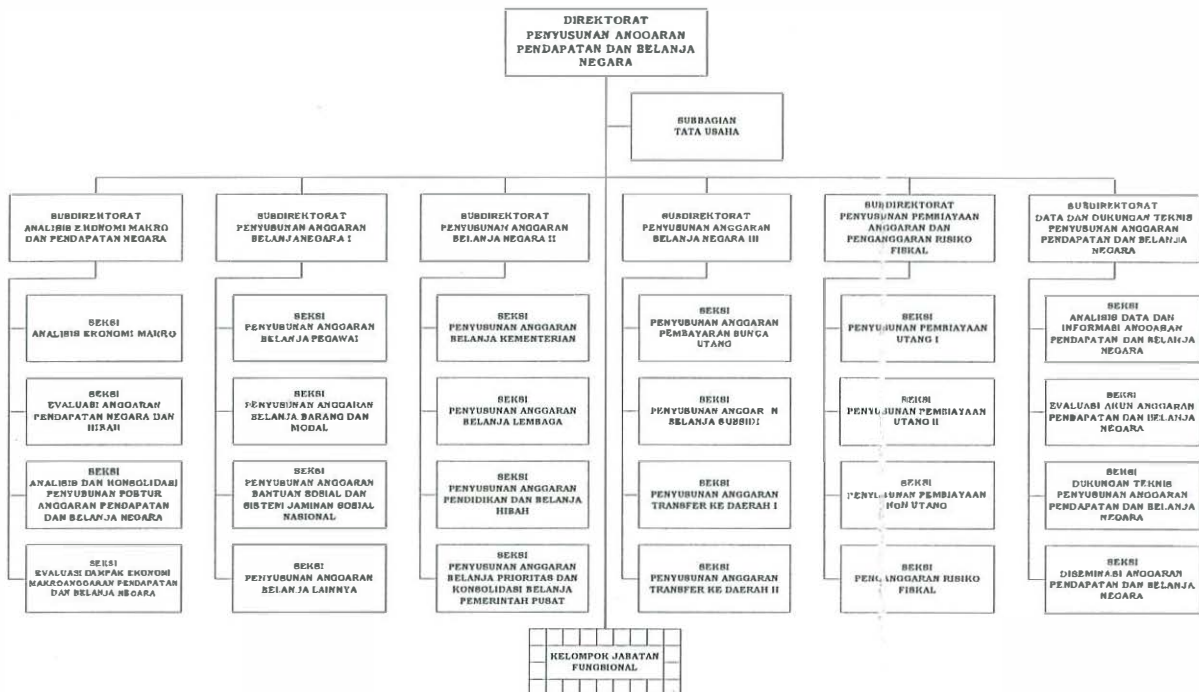 DIREKTORAT
PENYUSUNAN ANGGARAN
PENDAPATAN DAN BELANJA
NEGARA
SUBBAGIAN
TATA USAHA
SUBDIREKTORAT
ANALISIS EKONOMI MAKRO
DAN PENDAPATAN NEGARA
SUBDIREKTORAT
PENYUSUNAN ANGGARAN
BELANJA NEGARA I
SUBDIREKTORAT
PENYUSUNAN ANGGARAN
BELANJA NEGARA II
SUBDIREKTORAT
PENYUSUNAN ANGGARAN
BELANJA NEGARA III
SUBDIREKTORAT
PENYUSUNAN PEMBIAYAAN
ANGGARAN DAN
PENGANGGARAN RISIKO
FISKAL
SUBDIREKTORAT
DATA DAN DUKUNGAN TEKNIS
PENYUSUNAN ANGGARAN
PENDAPATAN DAN BELANJA
NEGARA
SEKSI
ANALISIS EKONOMI MAKRO
SEKSI
PENYUSUNAN ANGGARAN
BELANJA PEGAWAI
SEKSI
PENYUSUNAN ANGGARAN
BELANJA KEMENTERIAN
SEKSI
PENYUSUNAN ANGGARAN
PEMBAYARAN BUNGA
UTANG
SEKSI
PENYUSUNAN PEMBIAYAAN
UTANG I
SEKSI
ANALISIS DATA DAN
INFORMASI ANGGARAN
PENDAPATAN DAN BELANJA
NEGARA
SEKSI
EVALUASI ANGGARAN
PENDAPATAN NEGARA DAN
HIBAH
SEKSI
PENYUSUNAN ANGGARAN
BELANJA BARANG DAN
MODAL
SEKSI
PENYUSUNAN ANGGARAN
BELANJA LEMBAGA
SEKSI
PENYUSUNAN ANGGARAN
BELANJA SUBSIDI
SEKSI
PENYUSUNAN PEMBIAYAAN
UTANG II
SEKSI
EVALUASI AKUN ANGGARAN
PENDAPATAN DAN BELANJA
NEGARA
SEKSI
ANALISIS DAN KONSOLIDASI
PENYUSUNAN POSTUR
ANGGARAN PENDAPATAN
DAN BELANJA NEGARA
SEKSI
PENYUSUNAN ANGGARAN
BANTUAN SOSIAL DAN
SISTEM JAMINAN SOSIAL
NASIONAL
SEKSI
PENYUSUNAN ANGGARAN
PENDIDIKAN DAN BELANJA
HIBAH
SEKSI
PENYUSUNAN ANGGARAN
TRANSFER KE DAERAH I
SEKSI
PENYUSUNAN PEMBIAYAAN
NON UTANG
SEKSI
DUKUNGAN TEKNIS
PENYUSUNAN ANGGARAN
PENDAPATAN DAN BELANJA
NEGARA
SEKSI
EVALUASI DAMPAK EKONOMI
MAKRO ANGGARAN PENDAPATAN
DAN BELANJA NEGARA
SEKSI
PENYUSUNAN ANGGARAN
BELANJA LAINNYA
SEKSI
PENYUSUNAN ANGGARAN
BELANJA PRIORITAS DAN
KONSOLIDASI BELANJA
PEMERINTAH PUSAT
SEKSI
PENYUSUNAN ANGGARAN
TRANSFER KE DAERAH II
SEKSI
PENGANGGARAN RISIKO
FISKAL
SEKSI
DISEMINASI ANGGARAN
PENDAPATAN DAN BELANJA
NEGARA
KELOMPOK JABATAN
FUNGSIONAL